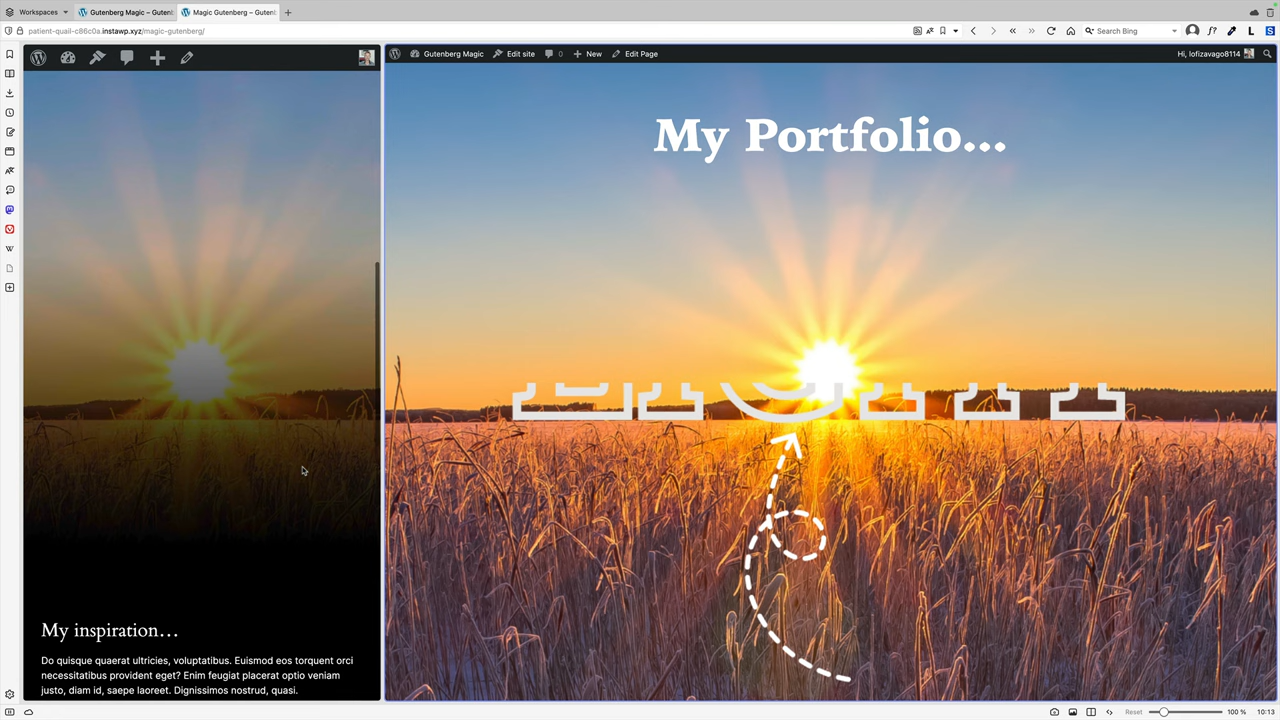 Workspaces
Gutenberg Magic – Gutenb
Magic Gutenberg – Gutenb
patient-quail-c86c0a.instawp.xyz/magic-gutenberg/
Search Bing
Gutenberg Magic
Edit site
0
New
Edit Page
Hi, lofizavago8114
My Portfolio...
My inspiration...
Do quisque quaerat ultricies, voluptatibus. Euismod eos torquent orci
necessitatibus provident eget? Enim feugiat placerat optio veniam
justo, diam id, saepe laoreet. Dignissimos nostrud, quasi.
Reset
100 %
10:13